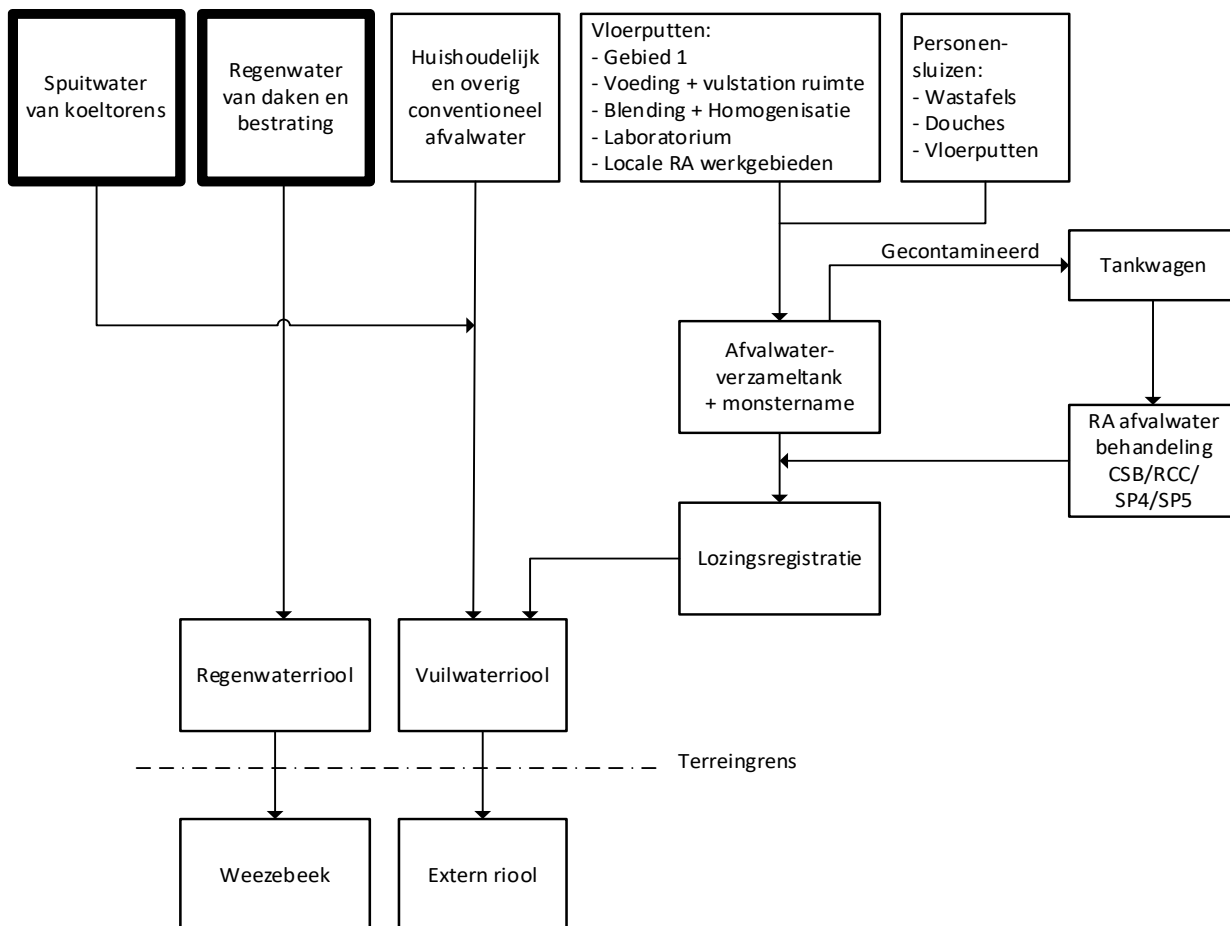 Spuitwater
van koeltorens
Regenwater
van daken en
bestrating
Huishoudelijk
en overig
conventioneel
afvalwater
Vloerputten:
- Gebied 1
- Voeding + vulstation ruimte
- Blending + Homogenisatie
- Laboratorium
- Locale RA werkgebieden
Personen-
sluizen:
- Wastafels
- Douches
- Vloerputten
Gecontamineerd
Tankwagen
Afvalwater-
verzameltank
+ monstername
RA afvalwater
behandeling
CSB/RCC/
SP4/SP5
Lozingsregistratie
Regenwaterriool
Vuilwaterriool
Terreingrens
Weezebeek
Extern riool